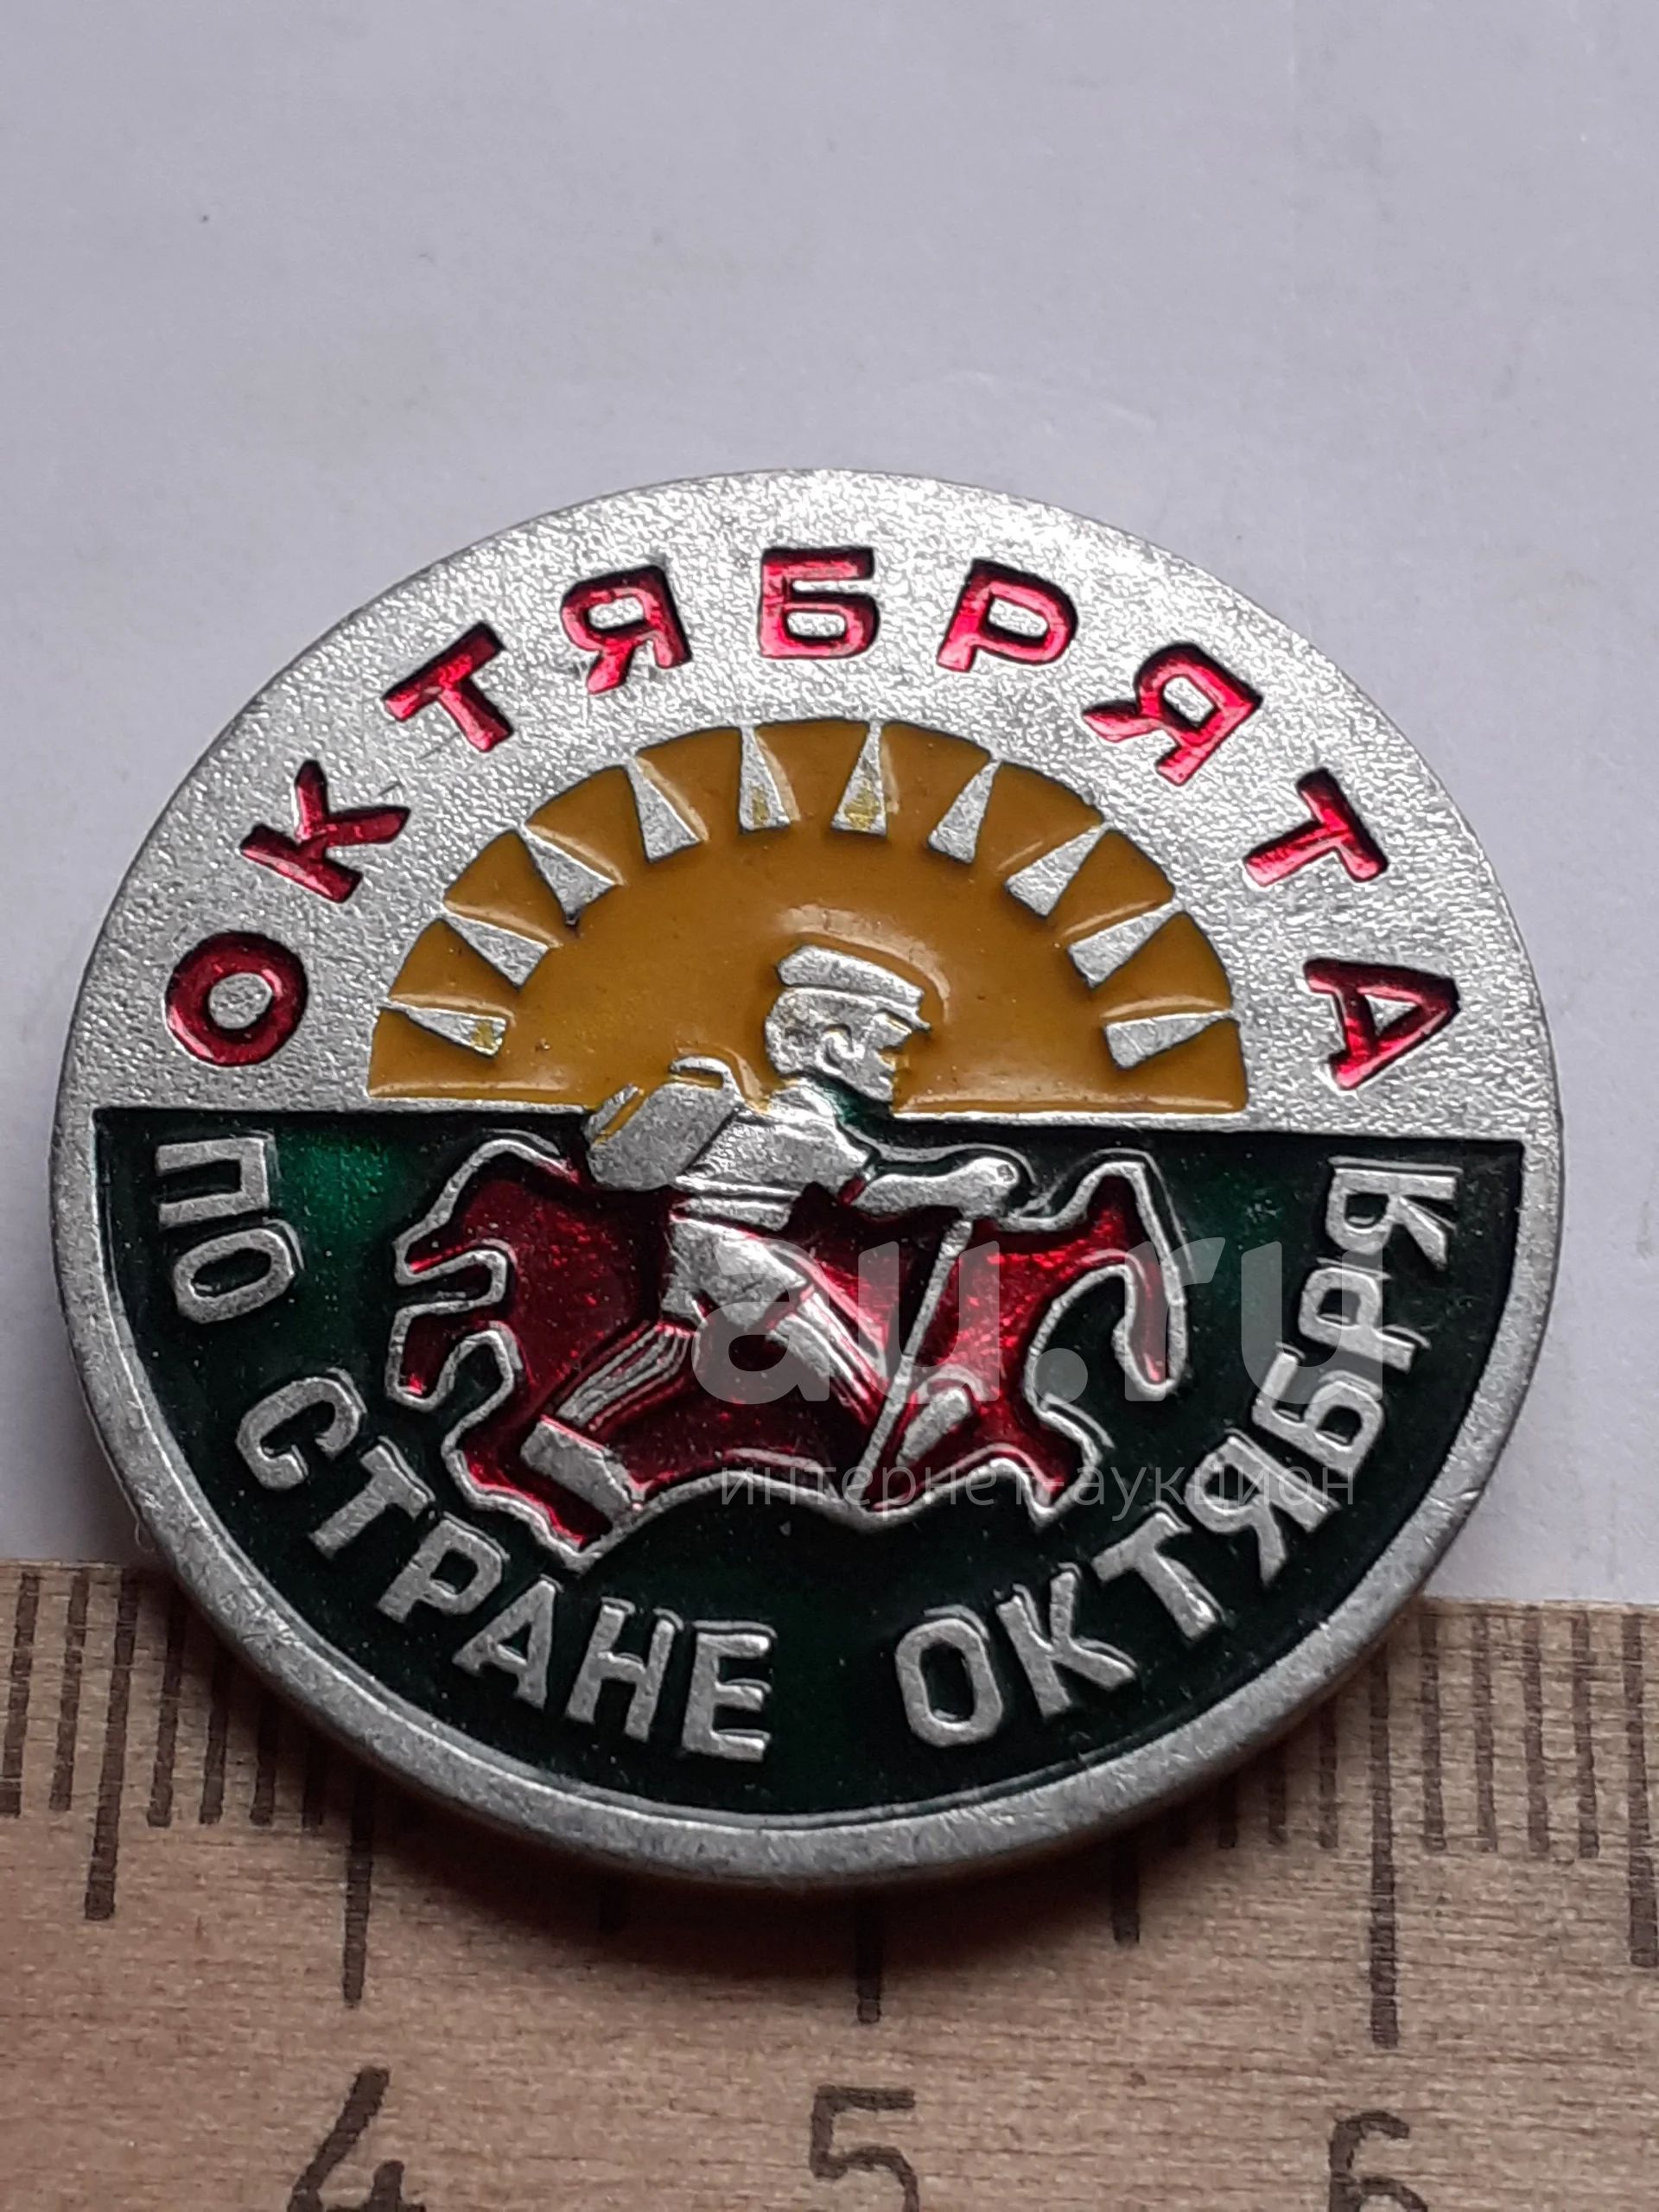 ОКТЯБРЯТА
ПО СТРАНЕ ОКТЯБРЯ
au.ru
интернет-аукцион
4 5 6